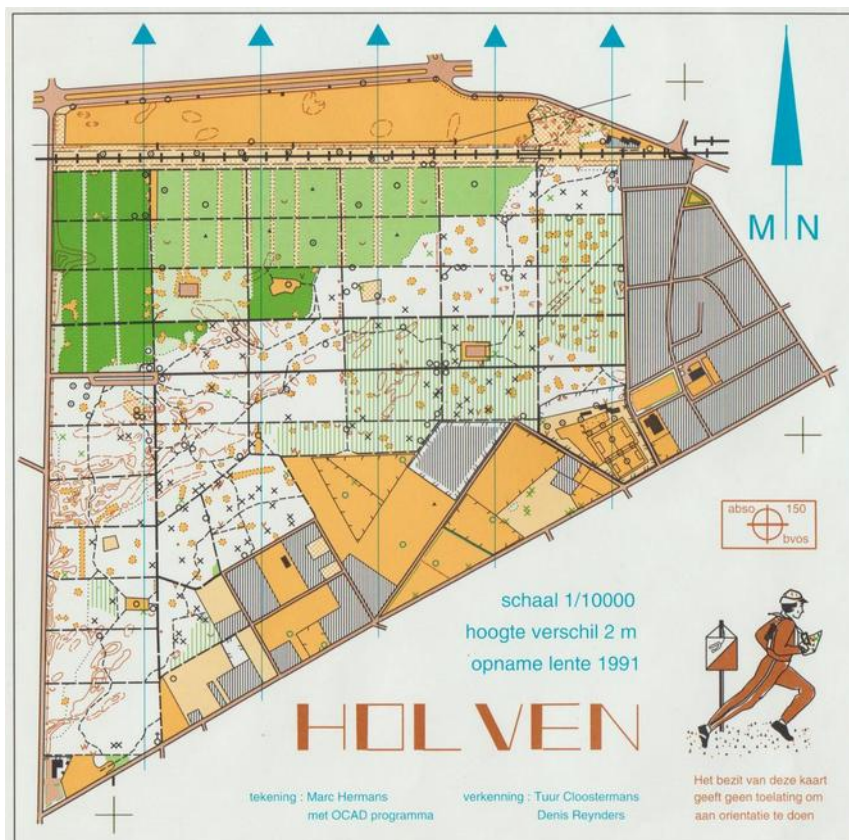 M N
abso 150
bvos
schaal 1/10000
hoogte verschil 2 m
opname lente 1991
HOLVEN
tekening : Marc Hermans
met OCAD programma
verkenning : Tuur Cloostermans
Denis Reynders
Het bezit van deze kaart
geeft geen toelating om
aan orientatie te doen